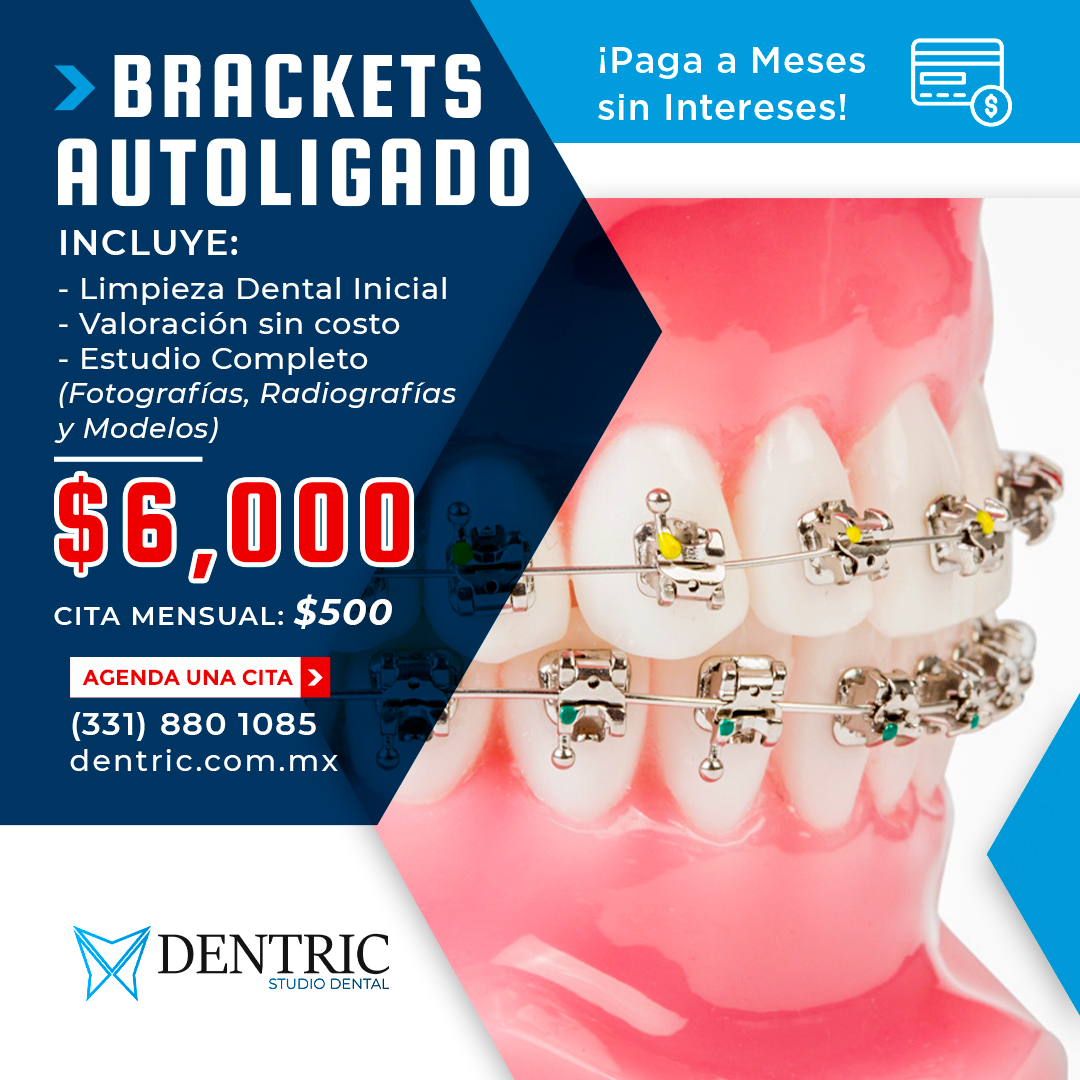 BRACKETS
AUTOLIGADO
INCLUYE:
- Limpieza Dental Inicial
- Valoración sin costo
- Estudio Completo
(Fotografías, Radiografías
y Modelos)
$6,000
CITA MENSUAL: $500
AGENDA UNA CITA
(331) 880 1085
dentric.com.mx
¡Paga a Meses
sin Intereses!
$
DENTRIC
STUDIO DENTAL